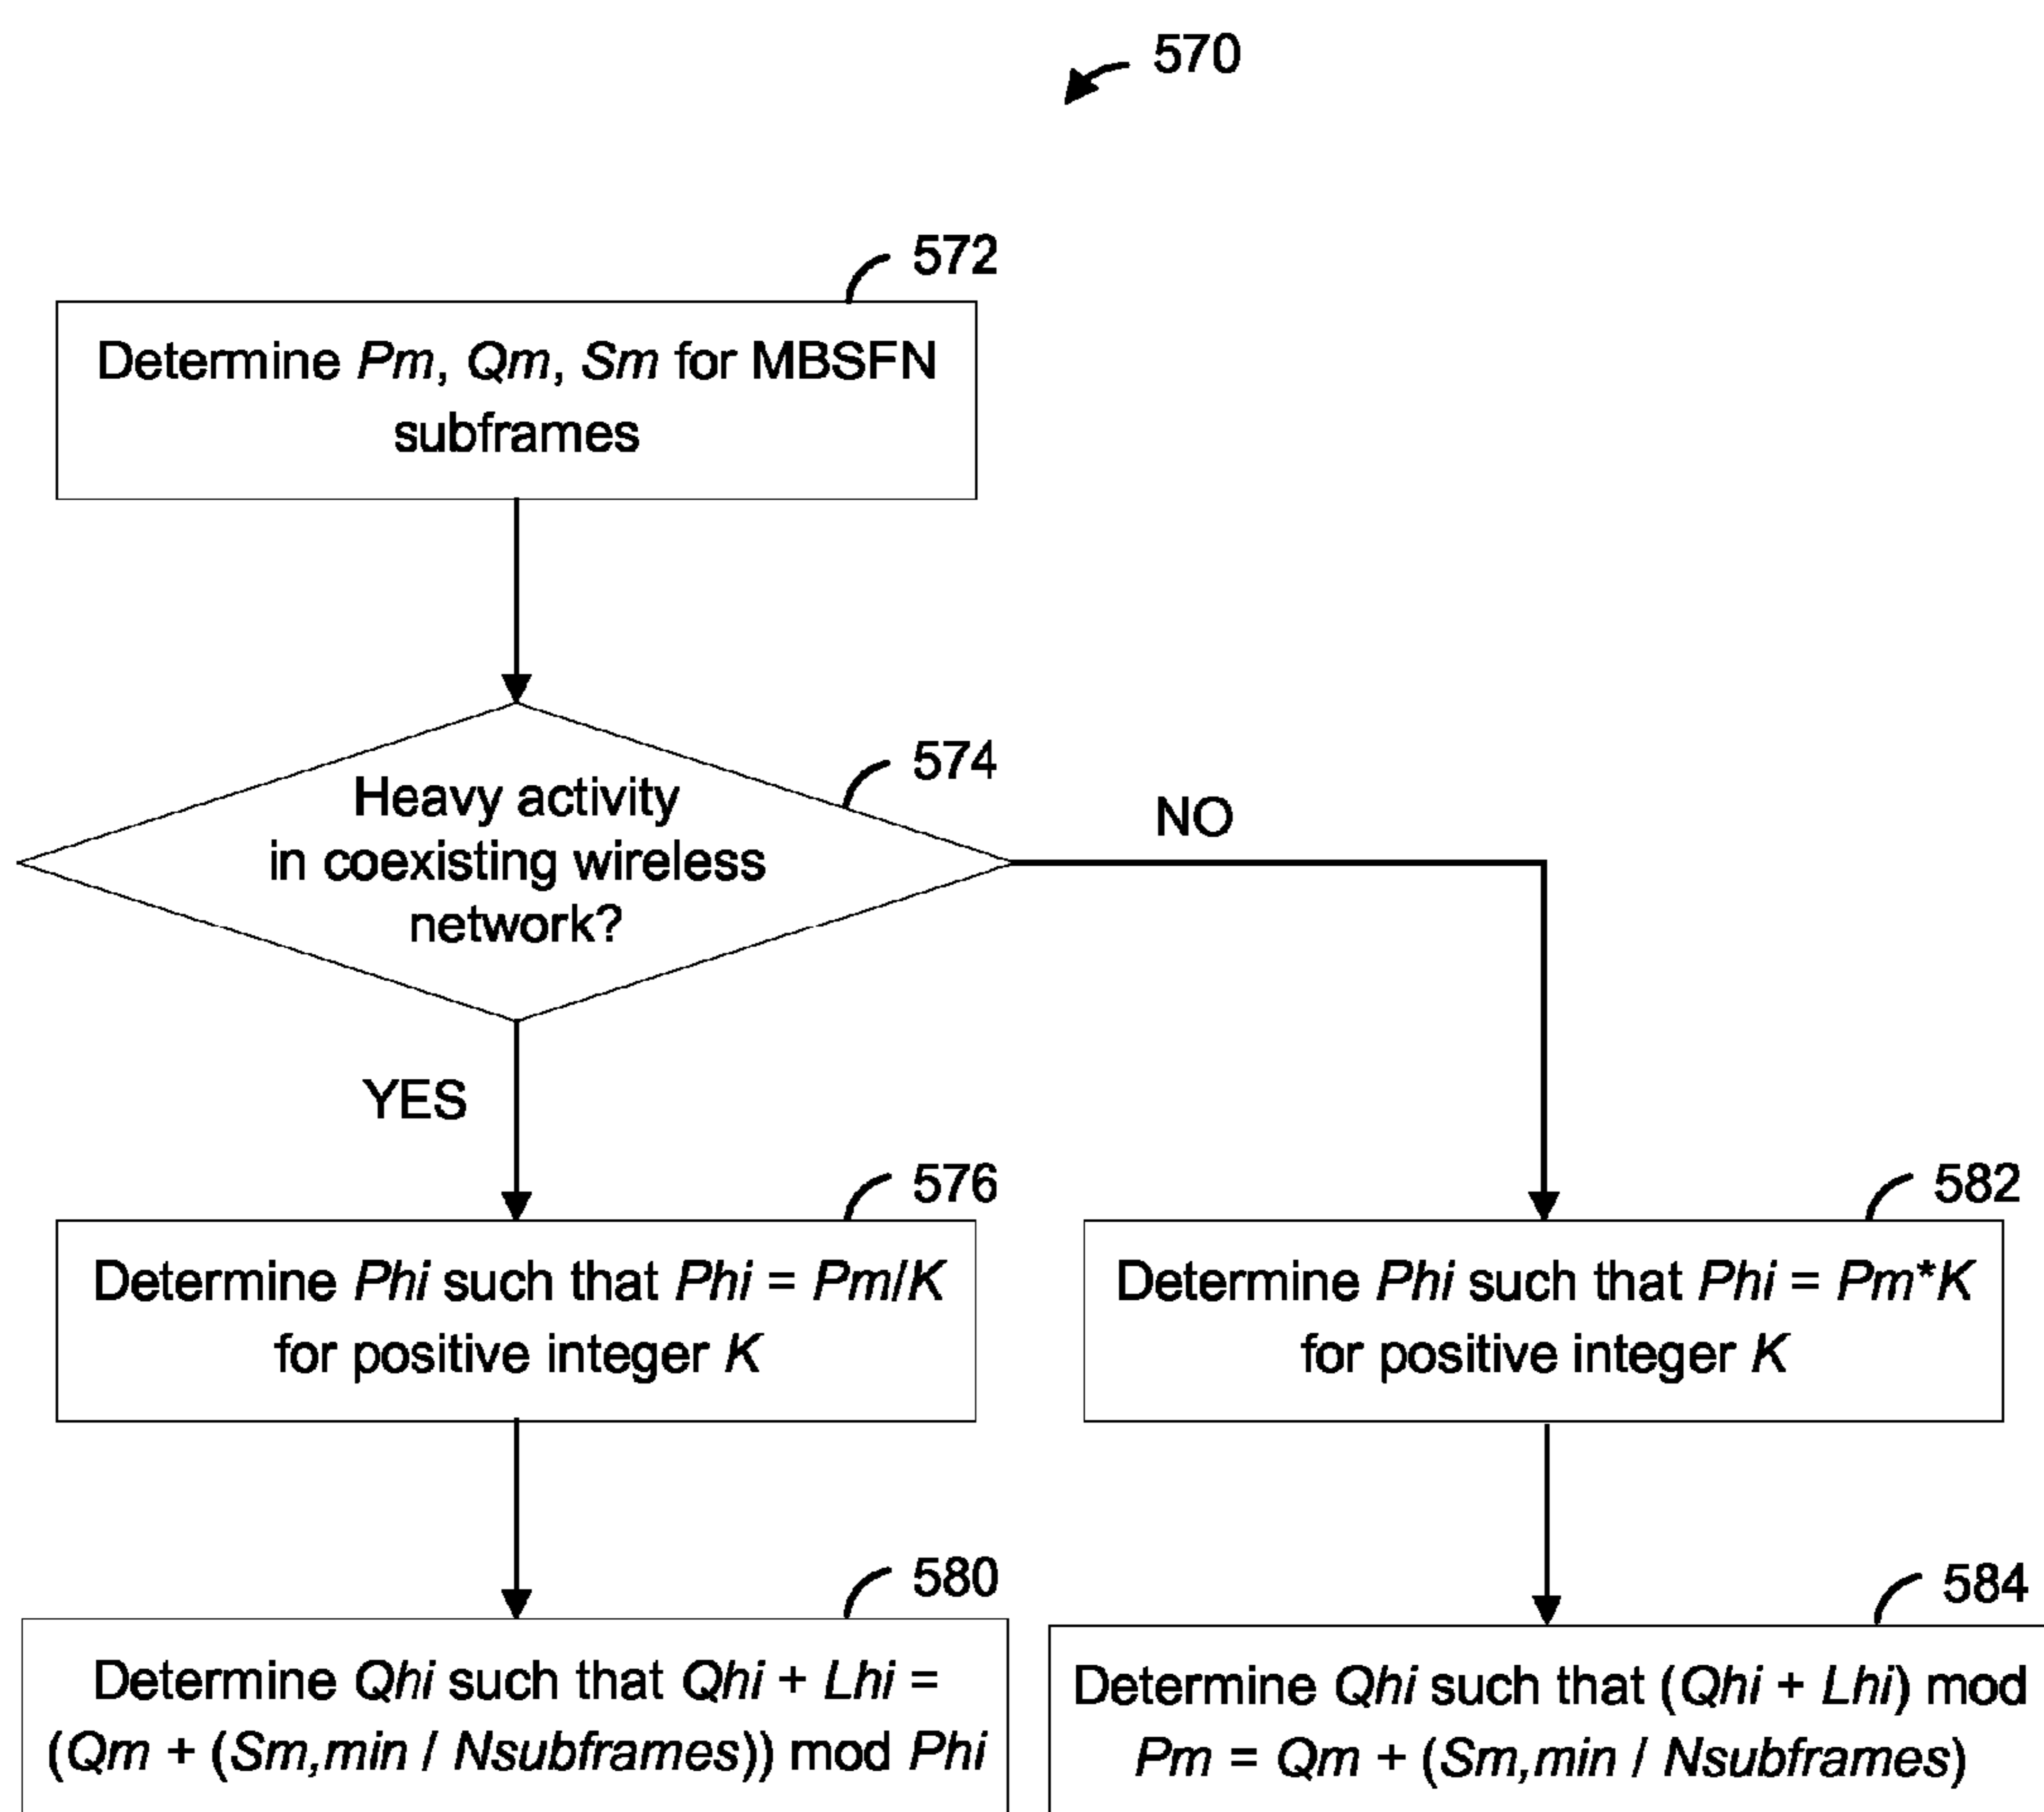 570
572
Determine Pm, Qm, Sm for MBSFN
subframes
574
Heavy activity
in coexisting wireless
network?
NO
YES
576
Determine Phi such that Phi = Pm/K
for positive integer K
582
Determine Phi such that Phi = Pm*K
for positive integer K
580
Determine Qhi such that Qhi + Lhi =
(Qm + (Sm,min / Nsubframes)) mod Phi
584
Determine Qhi such that (Qhi + Lhi) mod
Pm = Qm + (Sm,min / Nsubframes)